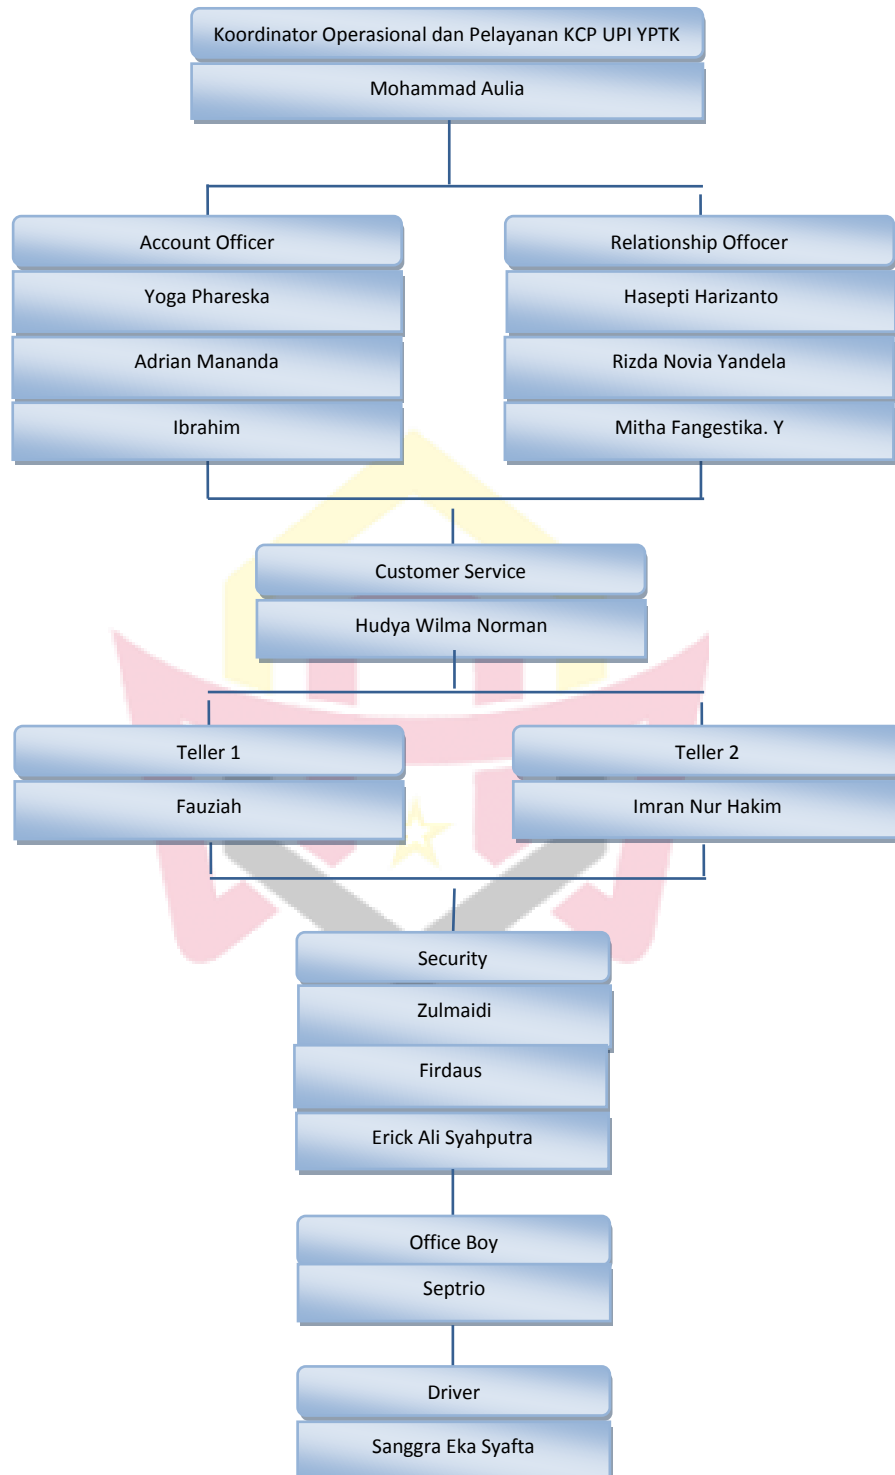 Koordinator Operasional dan Pelayanan KCP UPI YPTK
Mohammad Aulia
Account Officer
Yoga Phareska
Adrian Mananda
Ibrahim
Relationship Offocer
Hasepti Harizanto
Rizda Novia Yandela
Mitha Fangestika. Y
Customer Service
Hudya Wilma Norman
Teller 1
Fauziah
Teller 2
Imran Nur Hakim
Security
Zulmaidi
Firdaus
Erick Ali Syahputra
Office Boy
Septrio
Driver
Sanggra Eka Syafta